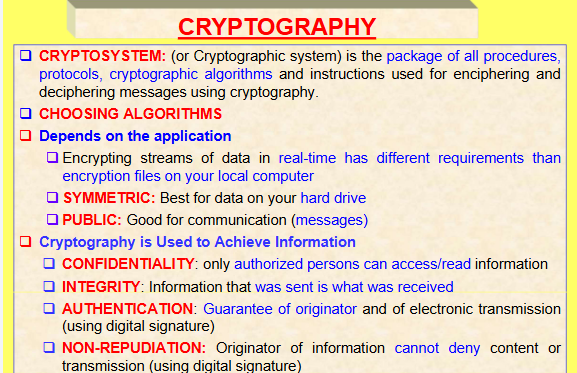 CRYPTOGRAPHY
CRYPTOSYSTEM: (or Cryptographic system) is the package of all procedures,
protocols, cryptographic algorithms and instructions used for enciphering and
deciphering messages using cryptography.
CHOOSING ALGORITHMS
Depends on the application
Encrypting streams of data in real-time has different requirements than
encryption files on your local computer
SYMMETRIC: Best for data on your hard drive
PUBLIC: Good for communication (messages)
Cryptography is Used to Achieve Information
CONFIDENTIALITY: only authorized persons can access/read information
INTEGRITY: Information that was sent is what was received
AUTHENTICATION: Guarantee of originator and of electronic transmission
(using digital signature)
NON-REPUDIATION: Originator of information cannot deny content or
transmission (using digital signature)